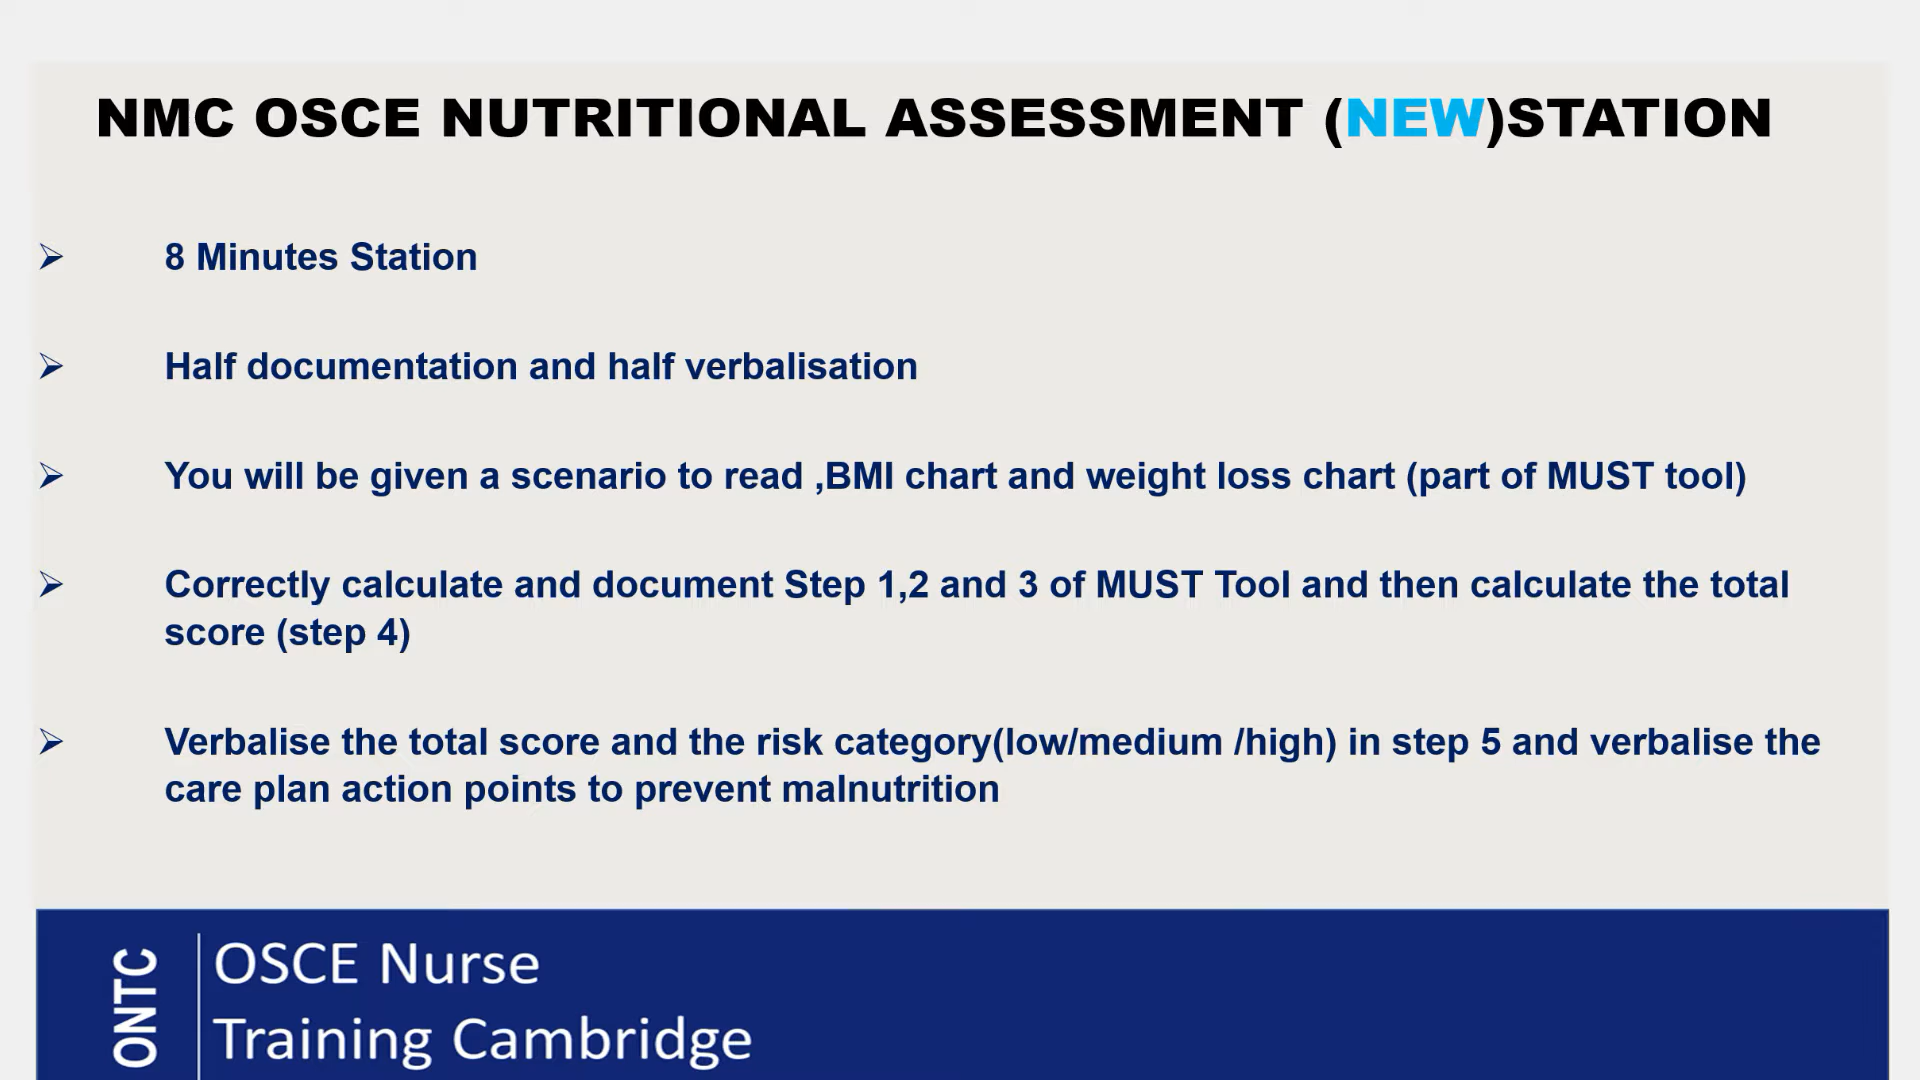 NMC OSCE NUTRITIONAL ASSESSMENT (NEW)STATION
8 Minutes Station
Half documentation and half verbalisation
You will be given a scenario to read ,BMI chart and weight loss chart (part of MUST tool)
Correctly calculate and document Step 1,2 and 3 of MUST Tool and then calculate the total
score (step 4)
Verbalise the total score and the risk category(low/medium /high) in step 5 and verbalise the
care plan action points to prevent malnutrition
ONTC
OSCE Nurse
Training Cambridge